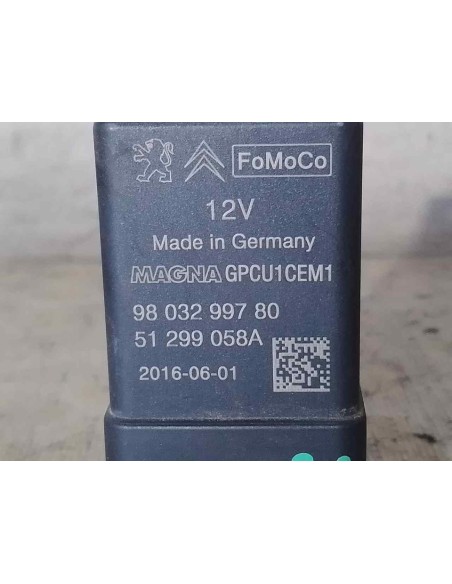 FoMoCo
12V
Made in Germany
MAGNA GPCU1CEM1
98 032 997 80
51 299 058A
2016-06-01